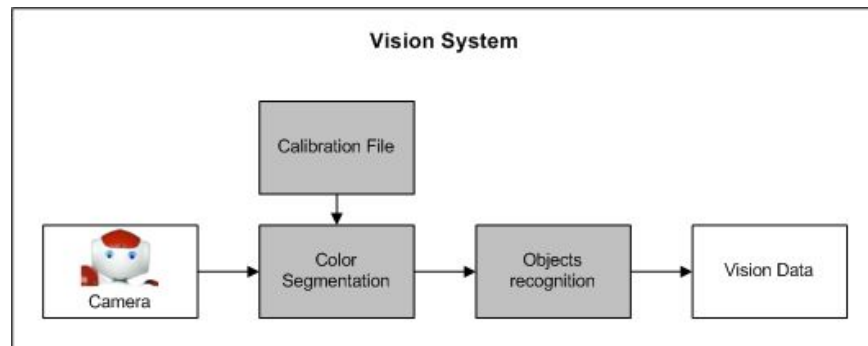 Vision System
Calibration File
Camera
Color
Segmentation
Objects
recognition
Vision Data